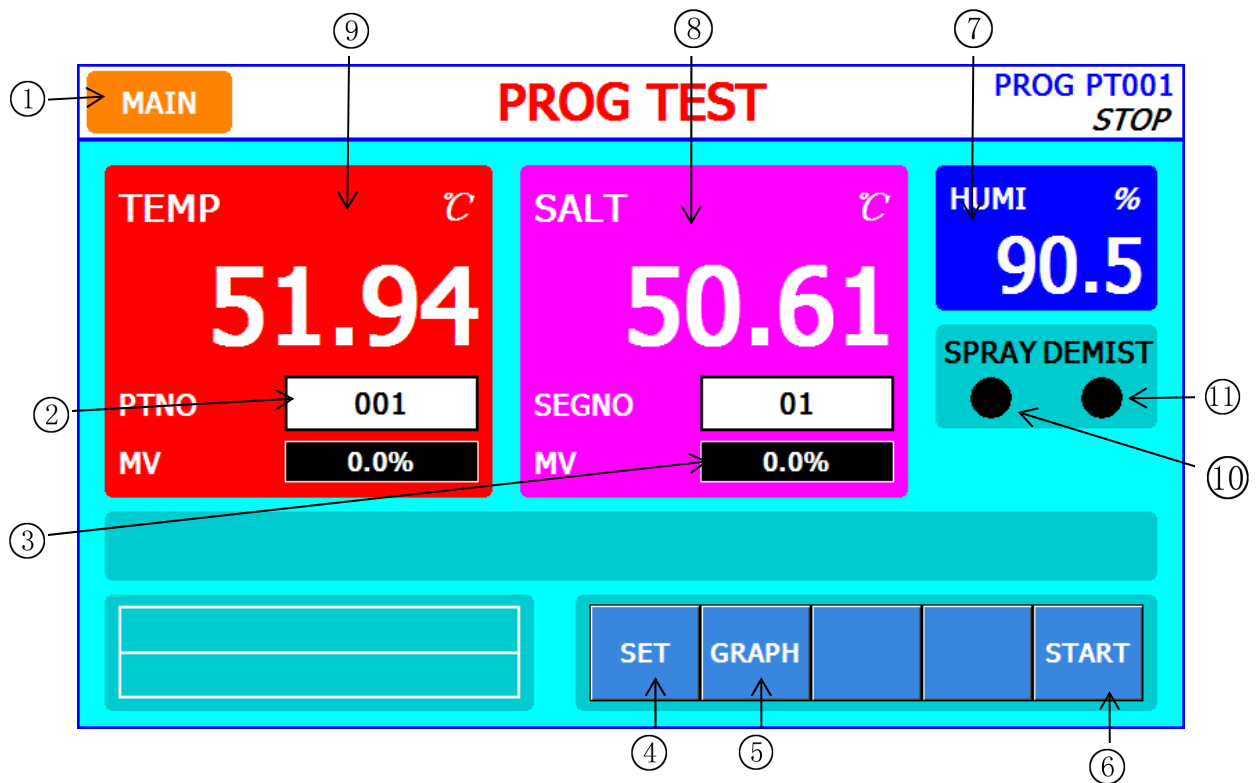 ⑨ ⑧ ⑦
① MAIN PROG TEST PROG PT001
STOP
TEMP ℃ SALT ℃ HUMI %
51.94 50.61 90.5
SPRAY DEMIST
② PTNO 001 SEGNO 01 ⑪
MV 0.0% MV 0.0% ⑩
③
SET GRAPH START
④ ⑤ ⑥